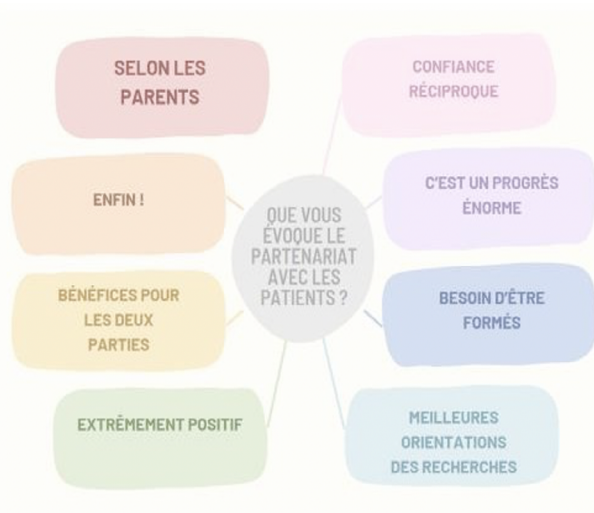 SELON LES
PARENTS
CONFIANCE
RÉCIPROQUE
ENFIN !
C'EST UN PROGRÈS
ÉNORME
QUE VOUS
ÉVOQUE LE
PARTENARIAT
AVEC LES
PATIENTS ?
BÉNÉFICES POUR
LES DEUX
PARTIES
BESOIN D'ÊTRE
FORMÉS
EXTRÊMEMENT POSITIF
MEILLEURES
ORIENTATIONS
DES RECHERCHES